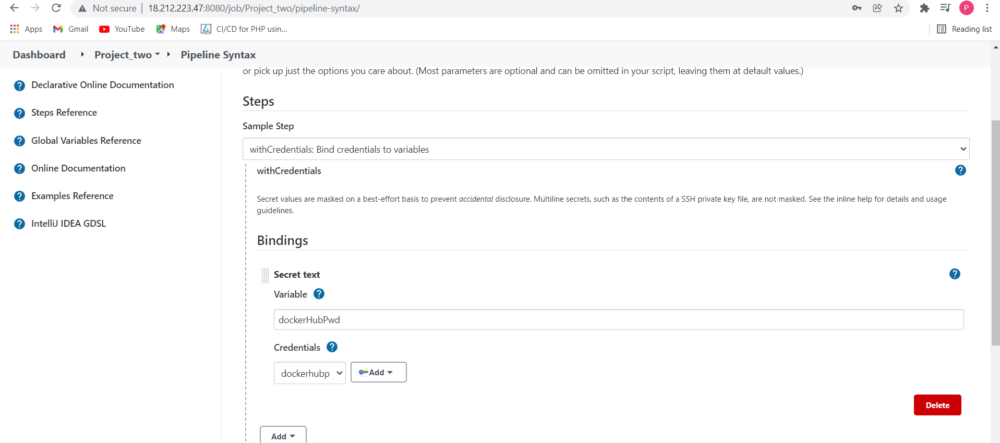 Not secure | 18.212.223.47:8080/job/Project_two/pipeline-syntax/ P
Apps Gmail YouTube Maps CI/CD for PHP usin... Reading list
Dashboard Project_two Pipeline Syntax
or pick up just the options you care about. (Most parameters are optional and can be omitted in your script, leaving them at default values.)
Declarative Online Documentation
Steps Reference
Global Variables Reference
Online Documentation
Examples Reference
IntelliJ IDEA GDSL
Steps
Sample Step
withCredentials: Bind credentials to variables
withCredentials ?
Secret values are masked on a best-effort basis to prevent accidental disclosure. Multiline secrets, such as the contents of a SSH private key file, are not masked. See the inline help for details and usage
guidelines.
Bindings
Secret text ?
Variable ?
dockerHubPwd
Credentials ?
dockerhubp Add
Delete
Add